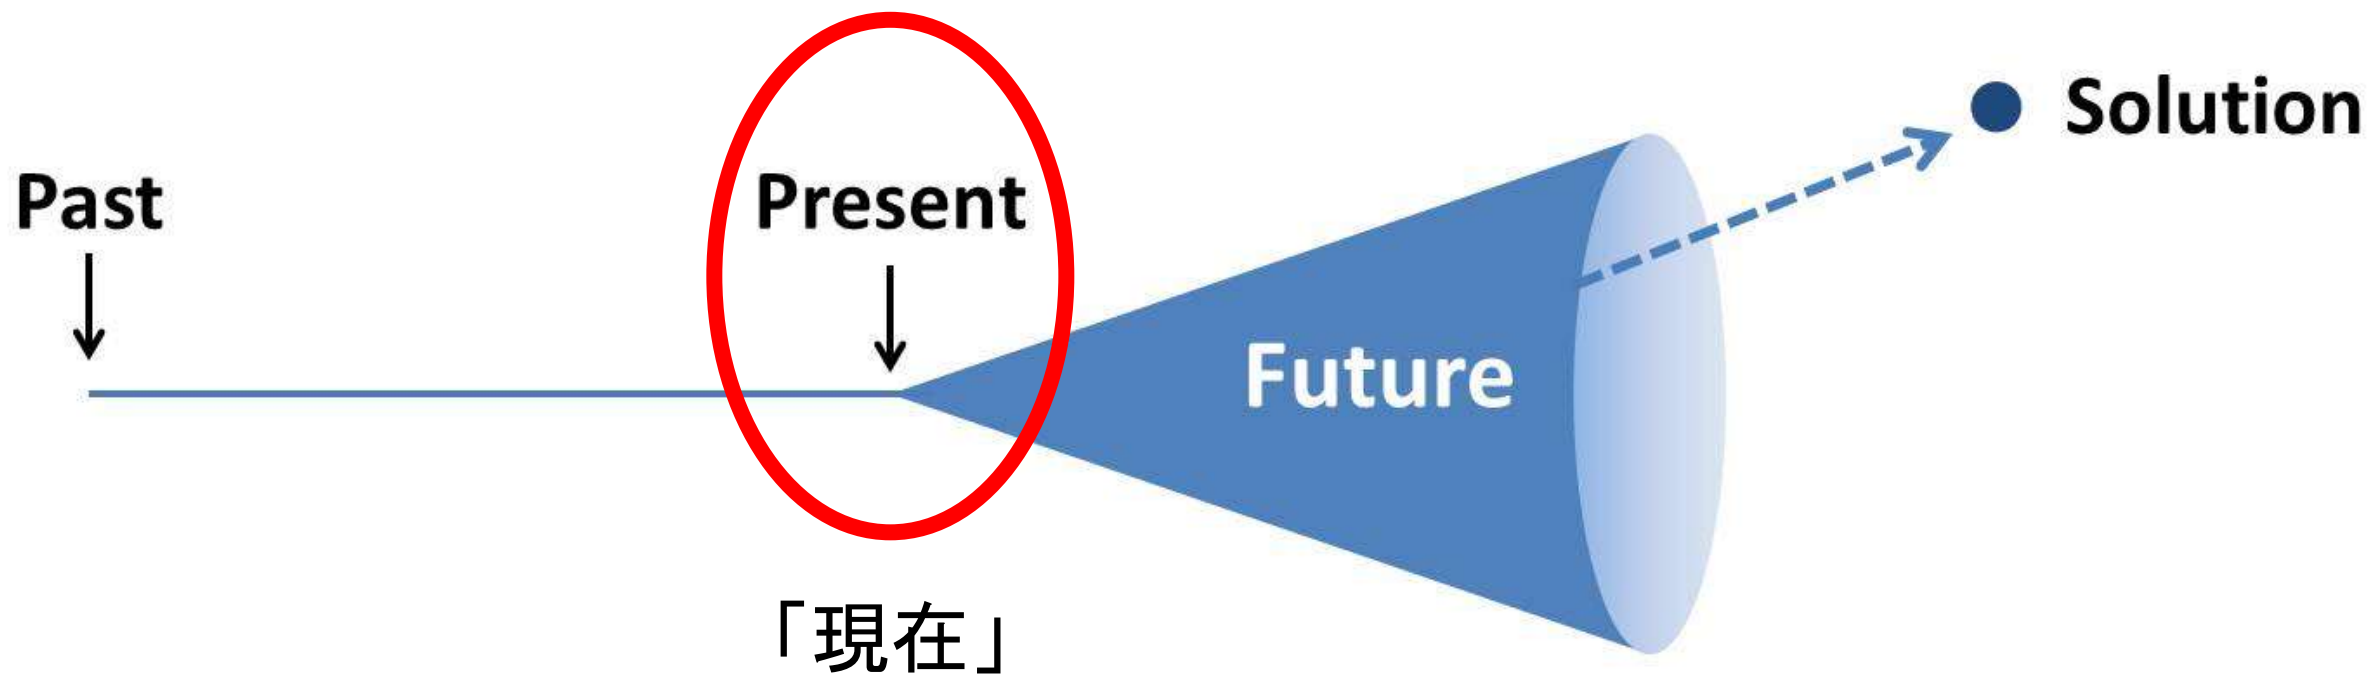 Past
Present
Future
Solution
「現在」